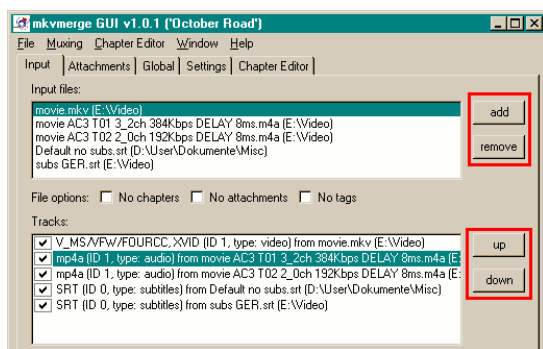 mkvmerge GUI v1.0.1 ('October Road')
File Muxing Chapter Editor Window Help
Input Attachments Global Settings Chapter Editor
Input files:
movie.mkv (E:\Video)
movie AC3 T01 3_2ch 384Kbps DELAY 8ms.m4a (E:\Video)
movie AC3 T02 2_0ch 192Kbps DELAY 8ms.m4a (E:\Video)
Default no subs.srt (D:\User\Dokumente\Misc)
subs GER.srt (E:\Video)
add
remove
File options: No chapters No attachments No tags
Tracks:
V_MS/VFW/FOURCC, XVID (ID 1, type: video) from movie.mkv (E:\Video)
mp4a (ID 1, type: audio) from movie AC3 T01 3_2ch 384Kbps DELAY 8ms.m4a (E:
mp4a (ID 1, type: audio) from movie AC3 T02 2_0ch 192Kbps DELAY 8ms.m4a (E:
SRT (ID 0, type: subtitles) from Default no subs.srt (D:\User\Dokumente\Misc)
SRT (ID 0, type: subtitles) from subs GER.srt (E:\Video)
up
down